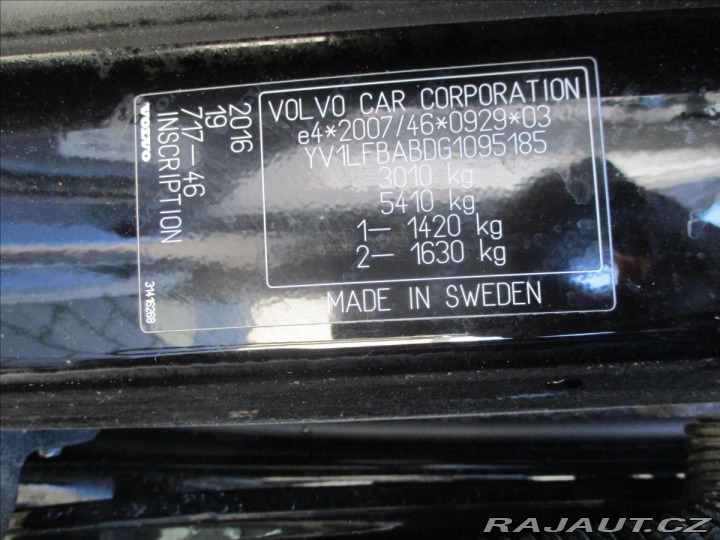 VOLVO CAR CORPORATION
e4*2007/46*0929*03
YV1LFBABDG1095185
3010 kg
5410 kg
1– 1420 kg
2– 1630 kg
MADE IN SWEDEN
2016
19
717–46
INSCRIPTION
VOLVO
31416268
RAJAUT.CZ